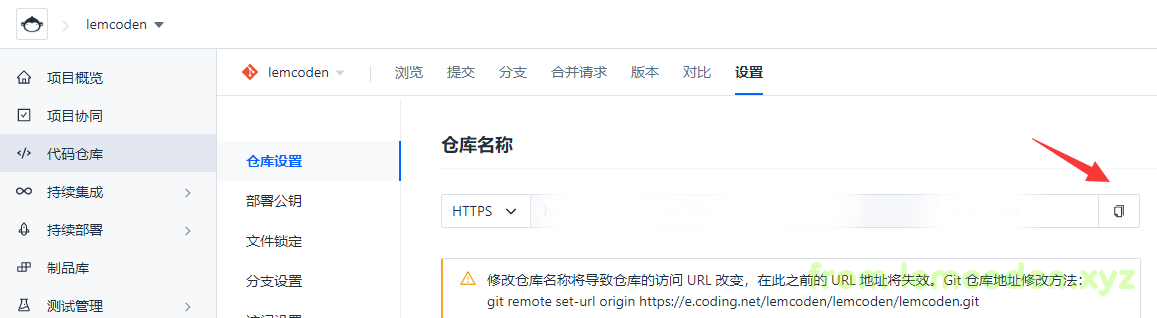 lemcoden
项目概览
项目协同
代码仓库
持续集成
持续部署
制品库
测试管理
lemcoden
浏览 提交 分支 合并请求 版本 对比 设置
仓库设置
部署公钥
文件锁定
分支设置
仓库名称
HTTPS
修改仓库名称将导致仓库的访问 URL 改变，在此之前的 URL 地址将失效。Git 仓库地址修改方法：
git remote set-url origin https://e.coding.net/lemcoden/lemcoden/lemcoden.git
from lemcoden.xyz